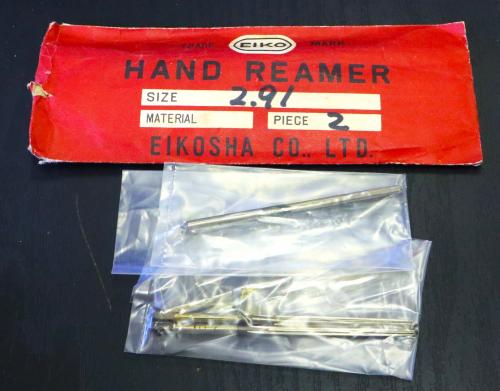 TRADE EIKO MARK
HAND REAMER
SIZE 2.91
MATERIAL PIECE 2
EIKOSHA CO., LTD.